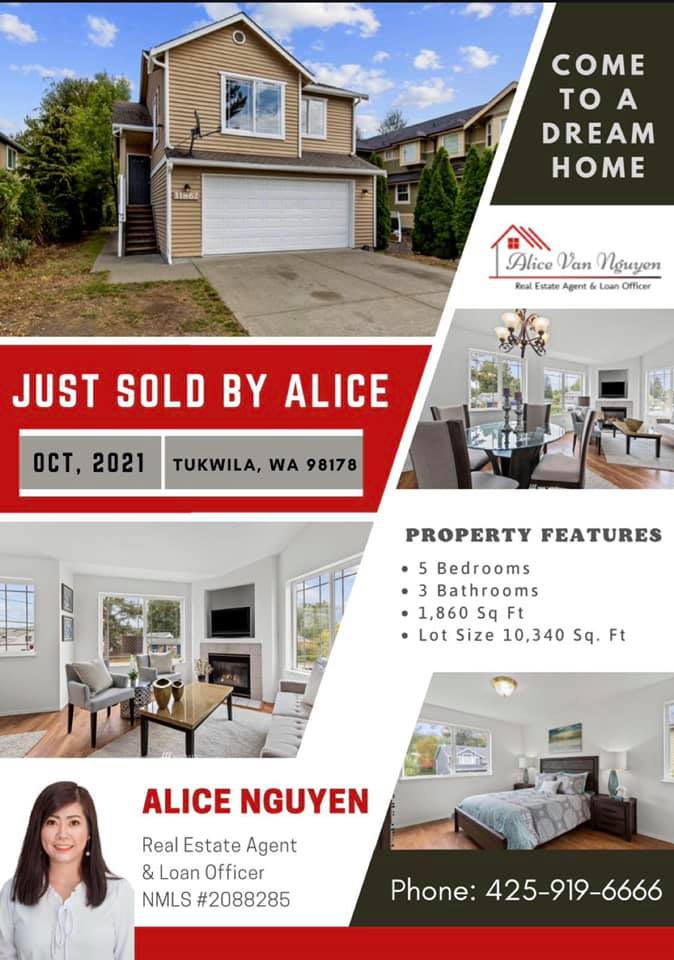 COME
TO A
DREAM
HOME
11862
Alice Van Nguyen
Real Estate Agent & Loan Officer
JUST SOLD BY ALICE
OCT, 2021
TUKWILA, WA 98178
PROPERTY FEATURES
• 5 Bedrooms
• 3 Bathrooms
• 1,860 Sq Ft
• Lot Size 10,340 Sq. Ft
ALICE NGUYEN
Real Estate Agent
& Loan Officer
NMLS #2088285
Phone: 425-919-6666